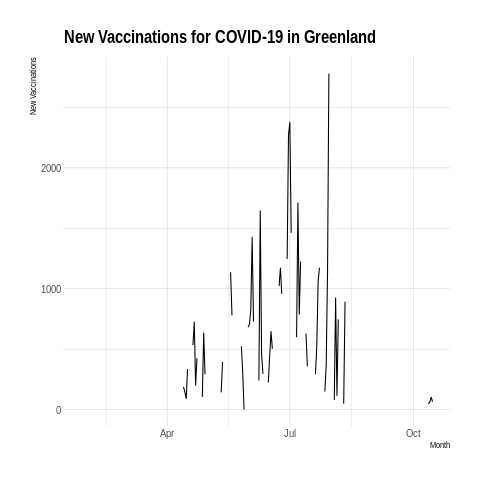 New Vaccinations for COVID-19 in Greenland
New Vaccinations
2000
1000
0
Apr
Jul
Oct
Month